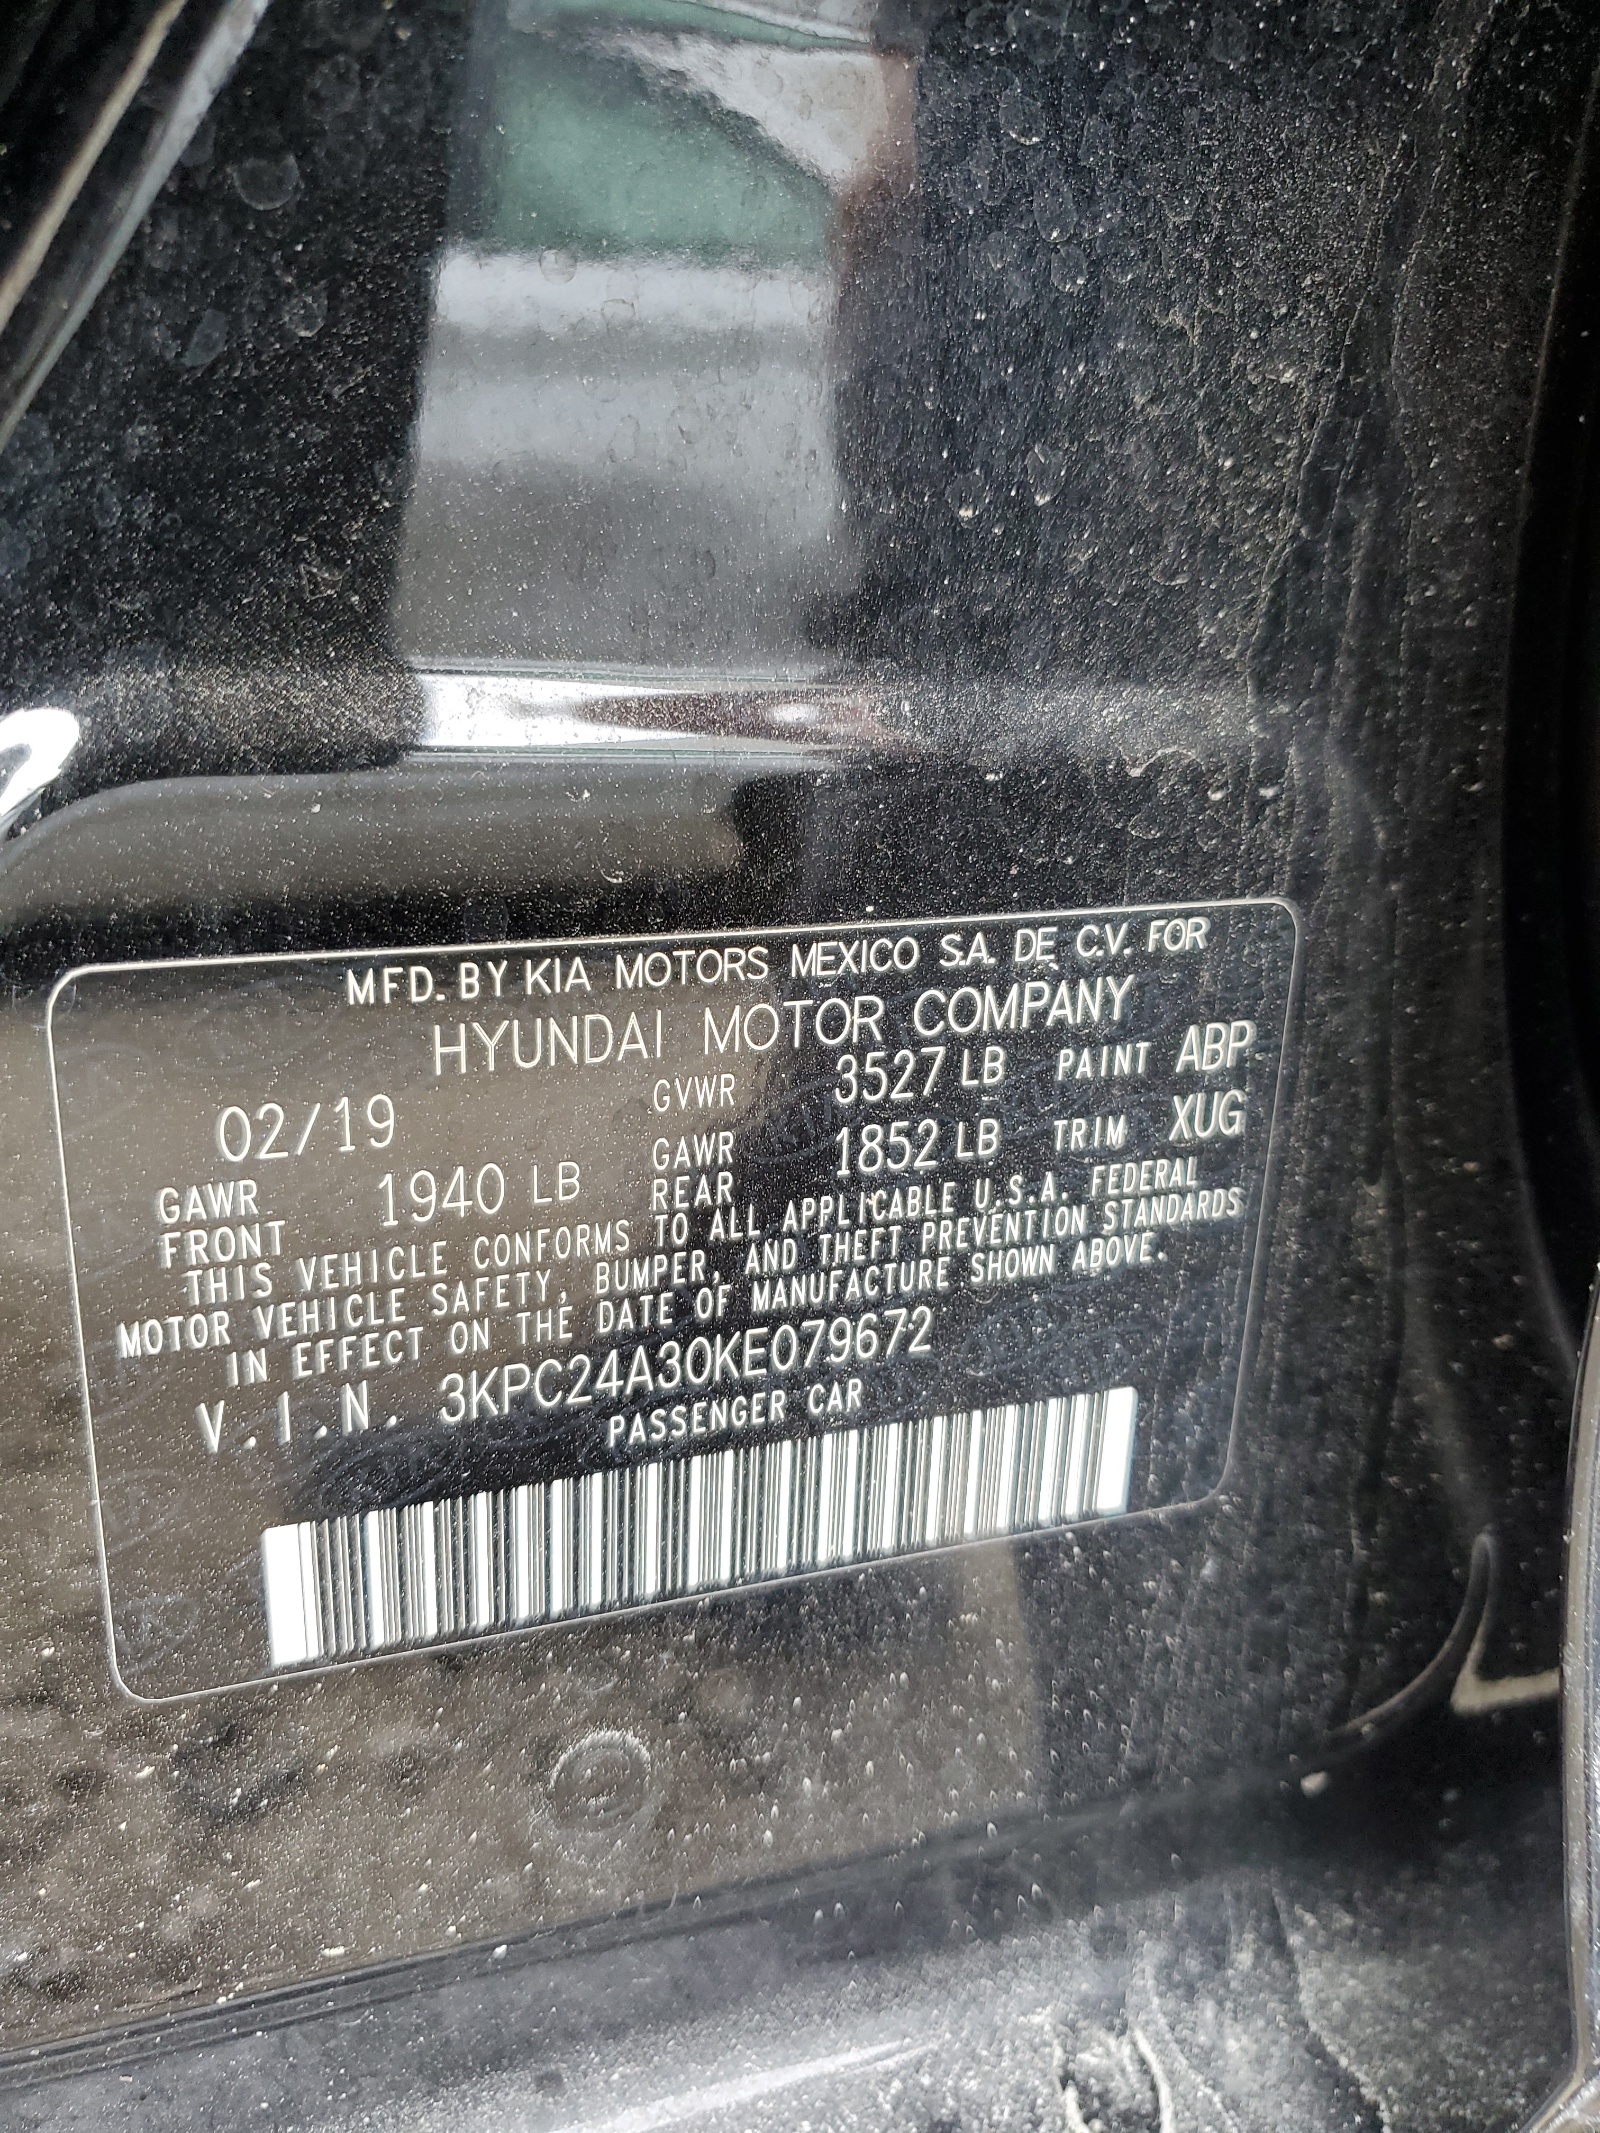 MFD. BY KIA MOTORS MEXICO S.A. DE C.V. FOR
HYUNDAI MOTOR COMPANY
02/19 GVWR 3527 LB PAINT ABP
GAWR FRONT 1940 LB GAWR REAR 1852 LB TRIM XUG
THIS VEHICLE CONFORMS TO ALL APPLICABLE U.S.A. FEDERAL
MOTOR VEHICLE SAFETY, BUMPER, AND THEFT PREVENTION STANDARDS
IN EFFECT ON THE DATE OF MANUFACTURE SHOWN ABOVE.
V.I.N. 3KPC24A30KE079672
PASSENGER CAR